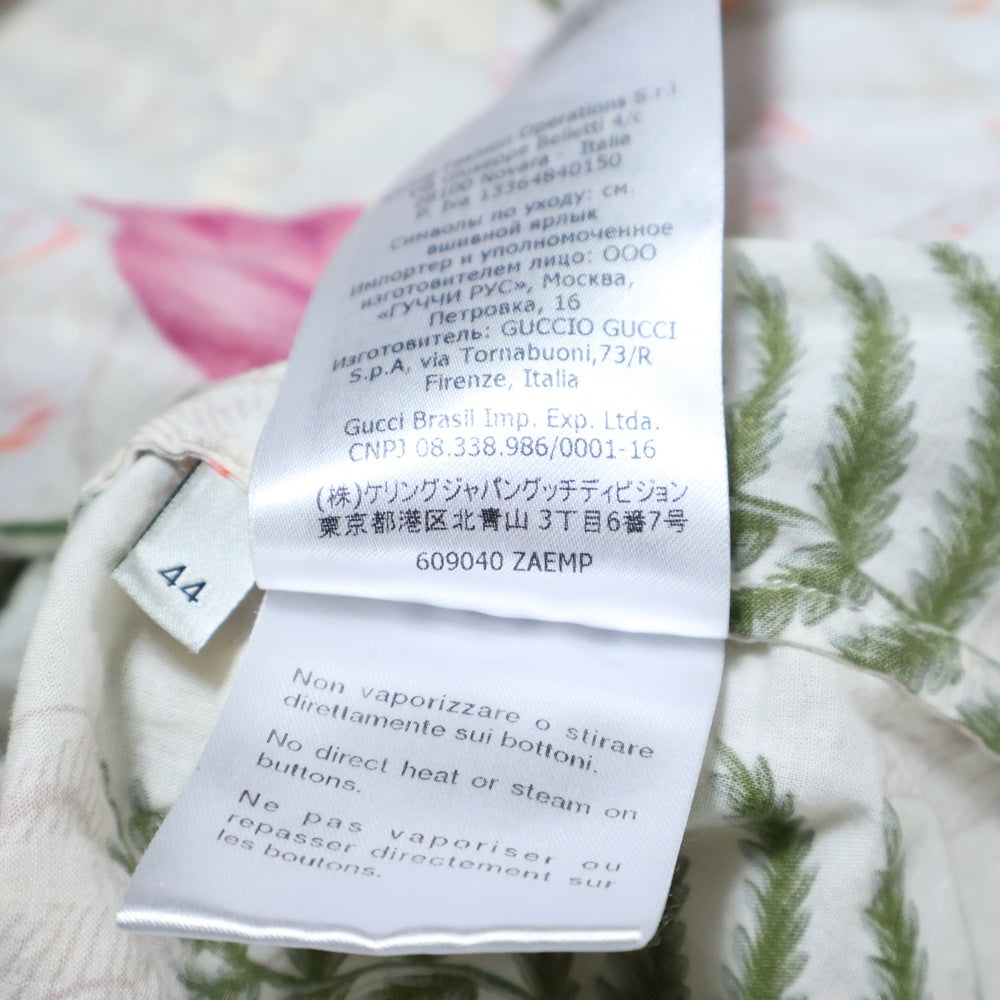 Fashion Operations S.r.l.
Giuseppe Belletti 4/c
28100 Novara - Italia
P. Iva 13364840150
Символы по уходу: см.
вшивной ярлык
Импортер и уполномоченное
изготовителем лицо: ООО
«ГУЧЧИ РУС», Москва,
Петровка, 16
Изготовитель: GUCCIO GUCCI
S.p.A, via Tornabuoni,73/R
Firenze, Italia
Gucci Brasil Imp. Exp. Ltda.
CNPJ 08.338.986/0001-16
(株)ケリングジャパングッチディビジョン
東京都港区北青山 3丁目6番7号
609040 ZAEMP
44
Non vaporizzare o stirare
direttamente sui bottoni.
No direct heat or steam on
buttons.
Ne pas vaporiser ou
repasser directement sur
les boutons.